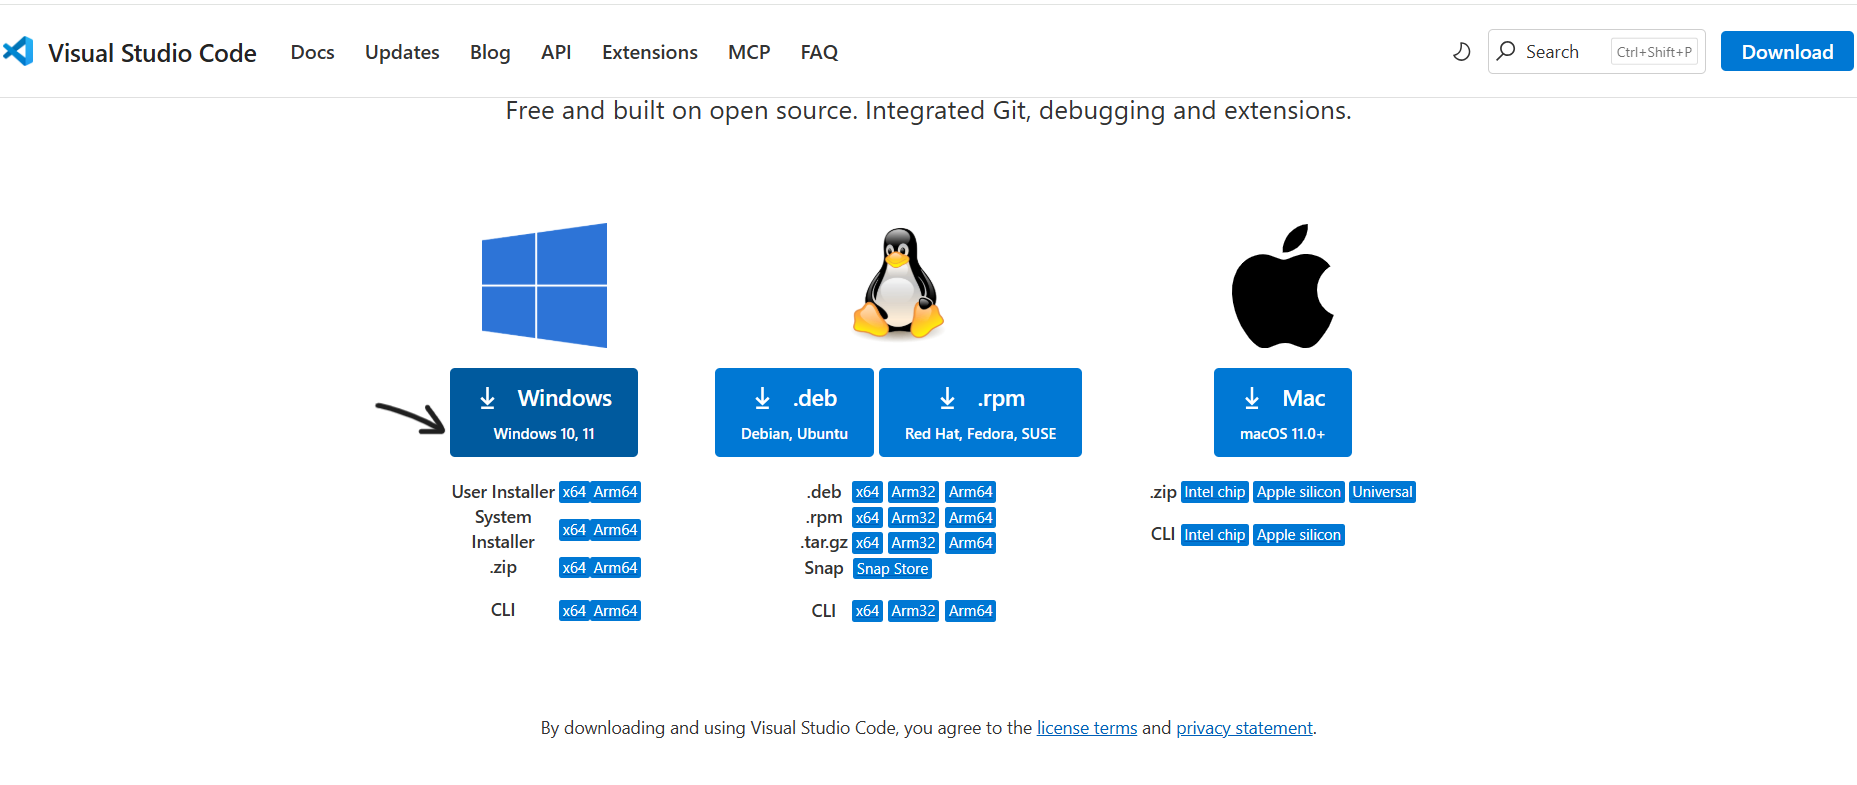 Visual Studio Code Docs Updates Blog API Extensions MCP FAQ Search Ctrl+Shift+P Download
Free and built on open source. Integrated Git, debugging and extensions.
Windows
Windows 10, 11
User Installer x64 Arm64
System Installer x64 Arm64
.zip x64 Arm64
CLI x64 Arm64
.deb
Debian, Ubuntu
.rpm
Red Hat, Fedora, SUSE
.deb x64 Arm32 Arm64
.rpm x64 Arm32 Arm64
.tar.gz x64 Arm32 Arm64
Snap Snap Store
CLI x64 Arm32 Arm64
Mac
macOS 11.0+
.zip Intel chip Apple silicon Universal
CLI Intel chip Apple silicon
By downloading and using Visual Studio Code, you agree to the license terms and privacy statement.